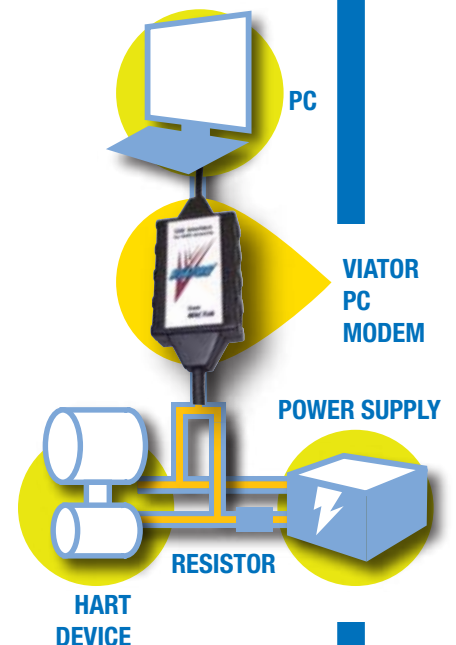 PC
VIATOR
PC
MODEM
POWER SUPPLY
RESISTOR
HART
DEVICE